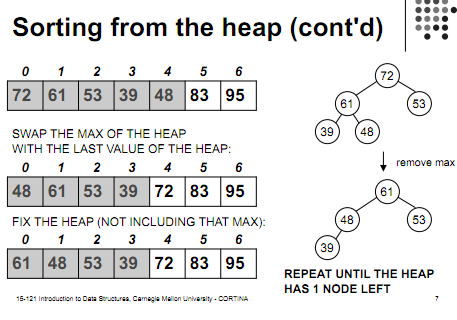 Sorting from the heap (cont'd)
0 1 2 3 4 5 6
72 61 53 39 48 83 95
SWAP THE MAX OF THE HEAP
WITH THE LAST VALUE OF THE HEAP:
0 1 2 3 4 5 6
48 61 53 39 72 83 95
FIX THE HEAP (NOT INCLUDING THAT MAX):
0 1 2 3 4 5 6
61 48 53 39 72 83 95
72
61 53
39 48
remove max
61
48 53
39
REPEAT UNTIL THE HEAP
HAS 1 NODE LEFT
15-121 Introduction to Data Structures, Carnegie Mellon University - CORTINA
7